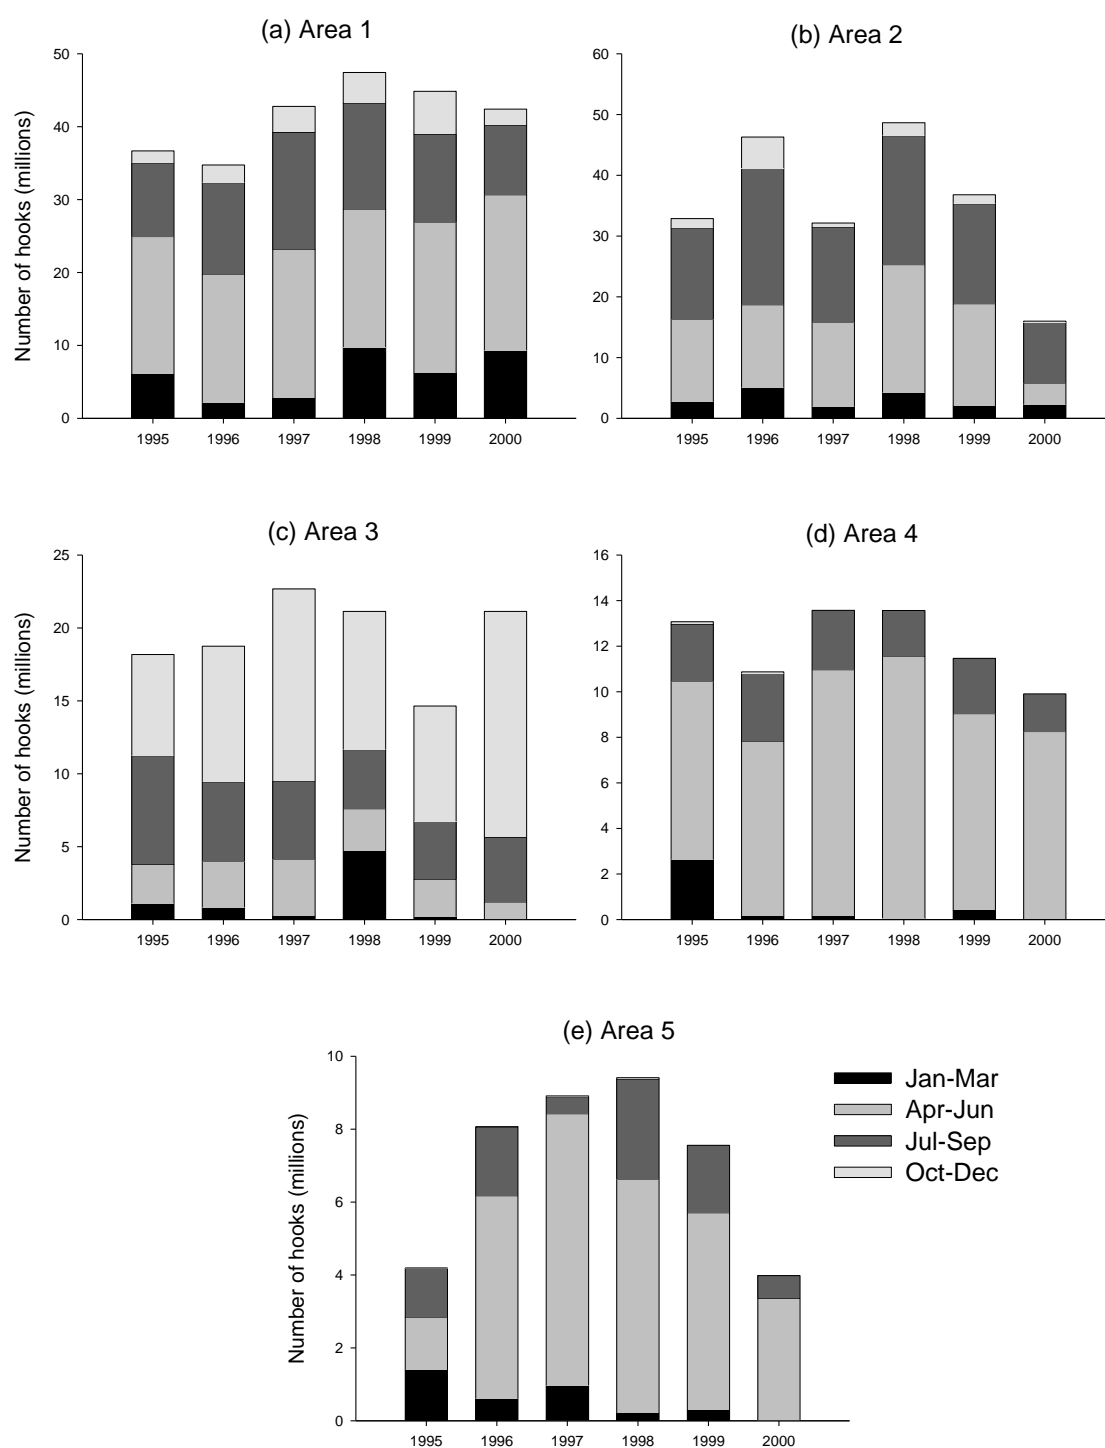 (a) Area 1
Number of hooks (millions)
50
40
30
20
10
0
1995 1996 1997 1998 1999 2000
(b) Area 2
60
50
40
30
20
10
0
1995 1996 1997 1998 1999 2000
(c) Area 3
Number of hooks (millions)
25
20
15
10
5
0
1995 1996 1997 1998 1999 2000
(d) Area 4
16
14
12
10
8
6
4
2
0
1995 1996 1997 1998 1999 2000
(e) Area 5
Number of hooks (millions)
10
8
6
4
2
0
1995 1996 1997 1998 1999 2000
Jan-Mar
Apr-Jun
Jul-Sep
Oct-Dec